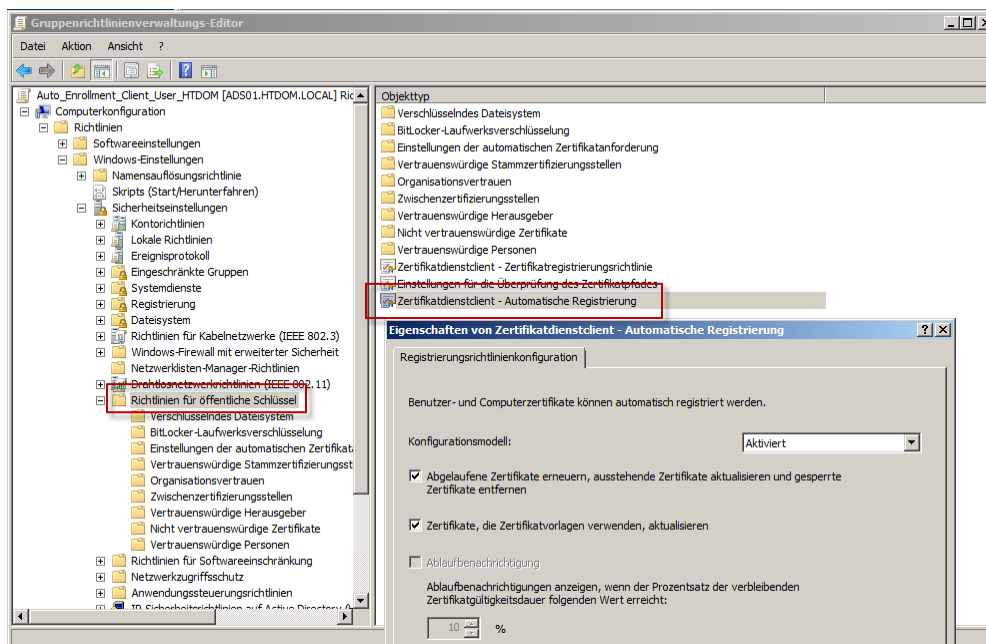 Gruppenrichtlinienverwaltungs-Editor
Datei Aktion Ansicht ?
Auto_Enrollment_Client_User_HTDOM [ADS01.HTDOM.LOCAL] Ric
Computerkonfiguration
Richtlinien
Softwareeinstellungen
Windows-Einstellungen
Namensauflösungsrichtlinie
Skripts (Start/Herunterfahren)
Sicherheitseinstellungen
Kontorichtlinien
Lokale Richtlinien
Ereignisprotokoll
Eingeschränkte Gruppen
Systemdienste
Registrierung
Dateisystem
Richtlinien für Kabelnetzwerke (IEEE 802.3)
Windows-Firewall mit erweiterter Sicherheit
Netzwerklisten-Manager-Richtlinien
Drahtlosnetzwerkrichtlinien (IEEE 802.11)
Richtlinien für öffentliche Schlüssel
Verschlüsselndes Dateisystem
BitLocker-Laufwerksverschlüsselung
Einstellungen der automatischen Zertifikata
Vertrauenswürdige Stammzertifizierungsst
Organisationsvertrauen
Zwischenzertifizierungsstellen
Vertrauenswürdige Herausgeber
Nicht vertrauenswürdige Zertifikate
Vertrauenswürdige Personen
Richtlinien für Softwareeinschränkung
Netzwerkzugriffsschutz
Anwendungssteuerungsrichtlinien
IP-Sicherheitsrichtlinien auf Active Directory (L
Objekttyp
Verschlüsselndes Dateisystem
BitLocker-Laufwerksverschlüsselung
Einstellungen der automatischen Zertifikatanforderung
Vertrauenswürdige Stammzertifizierungsstellen
Organisationsvertrauen
Zwischenzertifizierungsstellen
Vertrauenswürdige Herausgeber
Nicht vertrauenswürdige Zertifikate
Vertrauenswürdige Personen
Zertifikatdienstclient - Zertifikatregistrierungsrichtlinie
Einstellungen für die Überprüfung des Zertifikatpfades
Zertifikatdienstclient - Automatische Registrierung
Eigenschaften von Zertifikatdienstclient - Automatische Registrierung
Registrierungsrichtlinienkonfiguration
Benutzer- und Computerzertifikate können automatisch registriert werden.
Konfigurationsmodell: Aktiviert
Abgelaufene Zertifikate erneuern, ausstehende Zertifikate aktualisieren und gesperrte
Zertifikate entfernen
Zertifikate, die Zertifikatvorlagen verwenden, aktualisieren
Ablaufbenachrichtigung
Ablaufbenachrichtigungen anzeigen, wenn der Prozentsatz der verbleibenden
Zertifikatgültigkeitsdauer folgenden Wert erreicht:
10 %